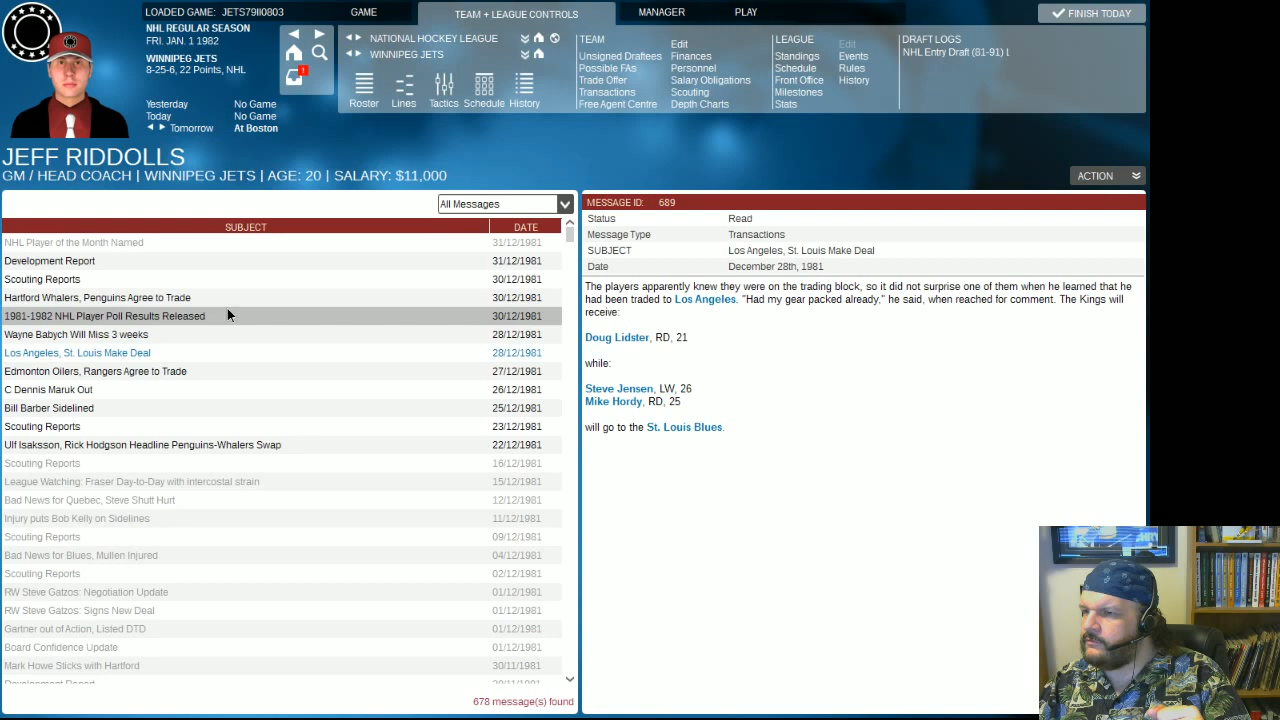 LOADED GAME: JETS79II0803
GAME
TEAM + LEAGUE CONTROLS
MANAGER
PLAY
FINISH TODAY
NHL REGULAR SEASON
FRI. JAN. 1 1982
WINNIPEG JETS
8-25-6, 22 Points, NHL
Yesterday No Game
Today No Game
Tomorrow At Boston
1
NATIONAL HOCKEY LEAGUE
WINNIPEG JETS
Roster Lines Tactics Schedule History
TEAM
Unsigned Draftees
Possible FAs
Trade Offer
Transactions
Free Agent Centre
Edit
Finances
Personnel
Salary Obligations
Scouting
Depth Charts
LEAGUE
Standings
Schedule
Front Office
Milestones
Stats
Edit
Events
Rules
History
DRAFT LOGS
NHL Entry Draft (81-91) l
JEFF RIDDOLLS
GM / HEAD COACH | WINNIPEG JETS | AGE: 20 | SALARY: $11,000
ACTION
All Messages
SUBJECT DATE
NHL Player of the Month Named 31/12/1981
Development Report 31/12/1981
Scouting Reports 30/12/1981
Hartford Whalers, Penguins Agree to Trade 30/12/1981
1981-1982 NHL Player Poll Results Released 30/12/1981
Wayne Babych Will Miss 3 weeks 28/12/1981
Los Angeles, St. Louis Make Deal 28/12/1981
Edmonton Oilers, Rangers Agree to Trade 27/12/1981
C Dennis Maruk Out 26/12/1981
Bill Barber Sidelined 25/12/1981
Scouting Reports 23/12/1981
Ulf Isaksson, Rick Hodgson Headline Penguins-Whalers Swap 22/12/1981
Scouting Reports 16/12/1981
League Watching: Fraser Day-to-Day with intercostal strain 15/12/1981
Bad News for Quebec, Steve Shutt Hurt 12/12/1981
Injury puts Bob Kelly on Sidelines 11/12/1981
Scouting Reports 09/12/1981
Bad News for Blues, Mullen Injured 04/12/1981
Scouting Reports 02/12/1981
RW Steve Gatzos: Negotiation Update 01/12/1981
RW Steve Gatzos: Signs New Deal 01/12/1981
Gartner out of Action, Listed DTD 01/12/1981
Board Confidence Update 01/12/1981
Mark Howe Sticks with Hartford 30/11/1981
Development Report 30/11/1981
678 message(s) found
MESSAGE ID: 689
Status Read
Message Type Transactions
SUBJECT Los Angeles, St. Louis Make Deal
Date December 28th, 1981
The players apparently knew they were on the trading block, so it did not surprise one of them when he learned that he
had been traded to Los Angeles. "Had my gear packed already," he said, when reached for comment. The Kings will
receive:
Doug Lidster, RD, 21
while:
Steve Jensen, LW, 26
Mike Hordy, RD, 25
will go to the St. Louis Blues.